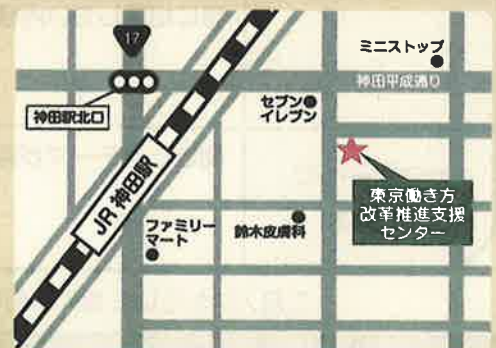 17
ミニストップ
神田平成通り
神田駅北口
セブン
イレブン
JR 神田駅
東京働き方
改革推進支援
センター
ファミリー
マート
鈴木皮膚科